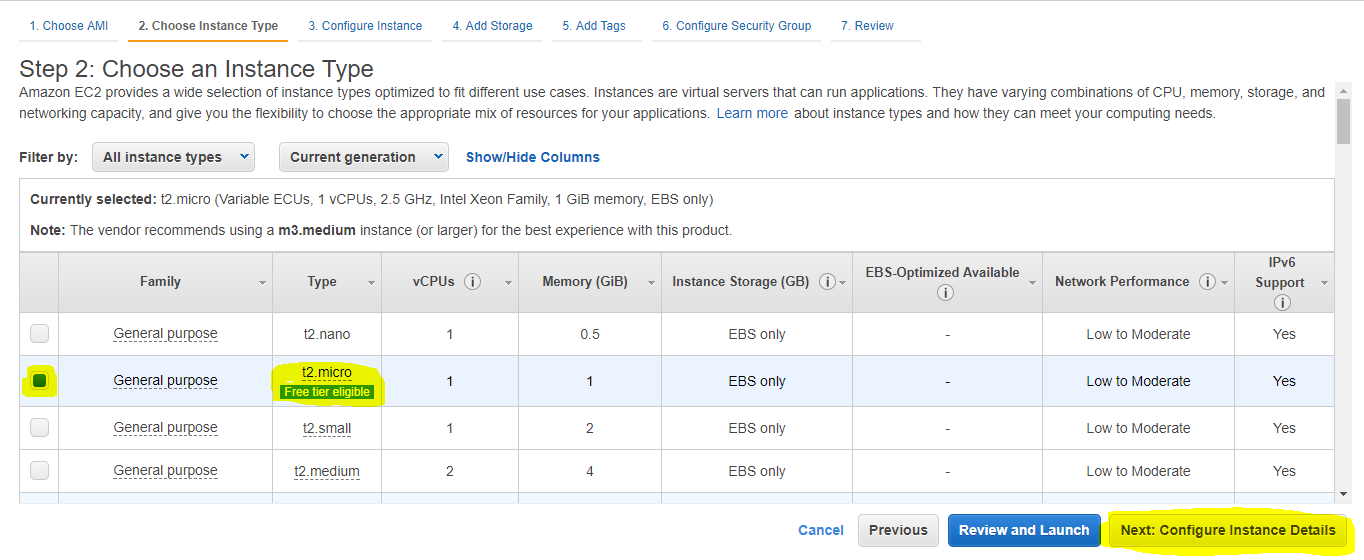 1. Choose AMI 2. Choose Instance Type 3. Configure Instance 4. Add Storage 5. Add Tags 6. Configure Security Group 7. Review
Step 2: Choose an Instance Type
Amazon EC2 provides a wide selection of instance types optimized to fit different use cases. Instances are virtual servers that can run applications. They have varying combinations of CPU, memory, storage, and
networking capacity, and give you the flexibility to choose the appropriate mix of resources for your applications. Learn more about instance types and how they can meet your computing needs.
Filter by: All instance types Current generation Show/Hide Columns
Currently selected: t2.micro (Variable ECUs, 1 vCPUs, 2.5 GHz, Intel Xeon Family, 1 GiB memory, EBS only)
Note: The vendor recommends using a m3.medium instance (or larger) for the best experience with this product.
Family Type vCPUs i Memory (GiB) Instance Storage (GB) i EBS-Optimized Available i Network Performance i IPv6 Support i
General purpose t2.nano 1 0.5 EBS only - Low to Moderate Yes
General purpose t2.micro 1 1 EBS only - Low to Moderate Yes
Free tier eligible
General purpose t2.small 1 2 EBS only - Low to Moderate Yes
General purpose t2.medium 2 4 EBS only - Low to Moderate Yes
Cancel Previous Review and Launch Next: Configure Instance Details